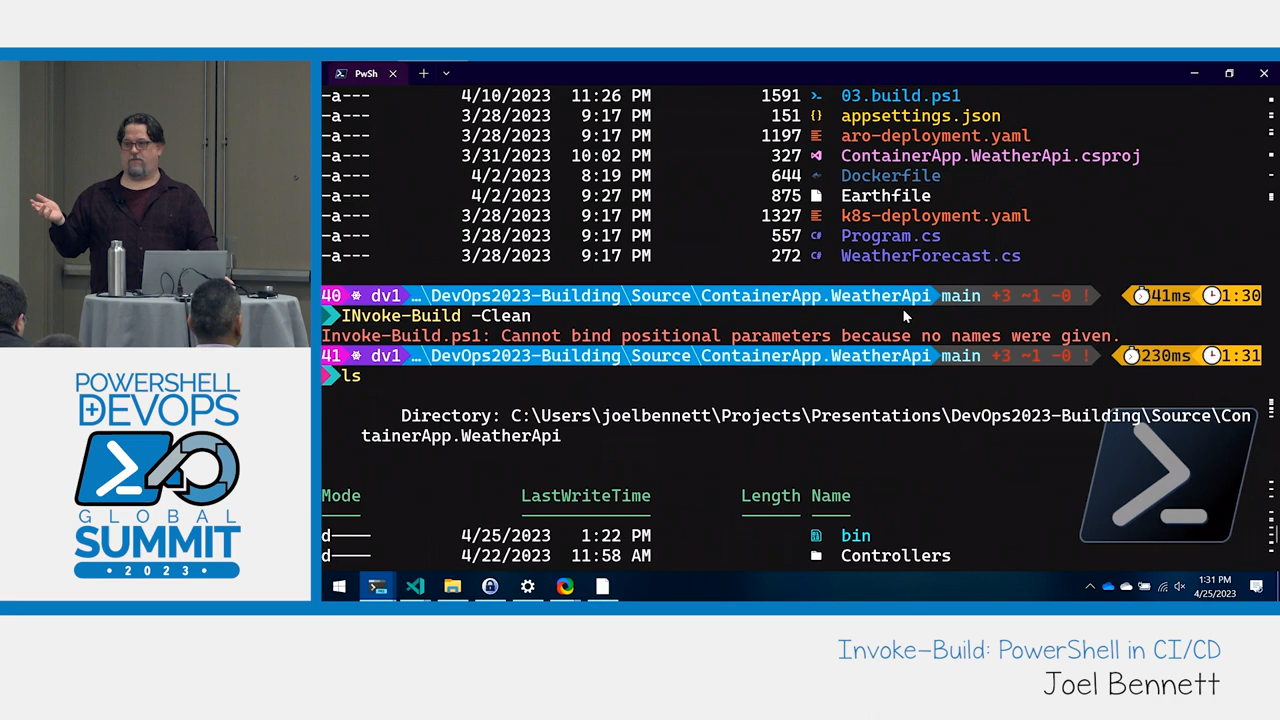 PwSh
-a--- 4/10/2023 11:26 PM 1591 03.build.ps1
-a--- 3/28/2023 9:17 PM 151 {} appsettings.json
-a--- 3/28/2023 9:17 PM 1197 aro-deployment.yaml
-a--- 3/31/2023 10:02 PM 327 ContainerApp.WeatherApi.csproj
-a--- 4/2/2023 8:19 PM 644 Dockerfile
-a--- 4/2/2023 9:27 PM 875 Earthfile
-a--- 3/28/2023 9:17 PM 1327 k8s-deployment.yaml
-a--- 3/28/2023 9:17 PM 557 C# Program.cs
-a--- 3/28/2023 9:17 PM 272 C# WeatherForecast.cs
40 dv1 …\DevOps2023-Building\Source\ContainerApp.WeatherApi main +3 ~1 -0 ! 41ms 1:30
INvoke-Build -Clean
Invoke-Build.ps1: Cannot bind positional parameters because no names were given.
41 dv1 …\DevOps2023-Building\Source\ContainerApp.WeatherApi main +3 ~1 -0 ! 230ms 1:31
ls
Directory: C:\Users\joelbennett\Projects\Presentations\DevOps2023-Building\Source\Con
tainerApp.WeatherApi
Mode LastWriteTime Length Name
d---- 4/25/2023 1:22 PM bin
d---- 4/22/2023 11:58 AM Controllers
1:31 PM
4/25/2023
POWERSHELL
+DEVOPS
GLOBAL
SUMMIT
• 2023 •
Invoke-Build: PowerShell in CI/CD
Joel Bennett